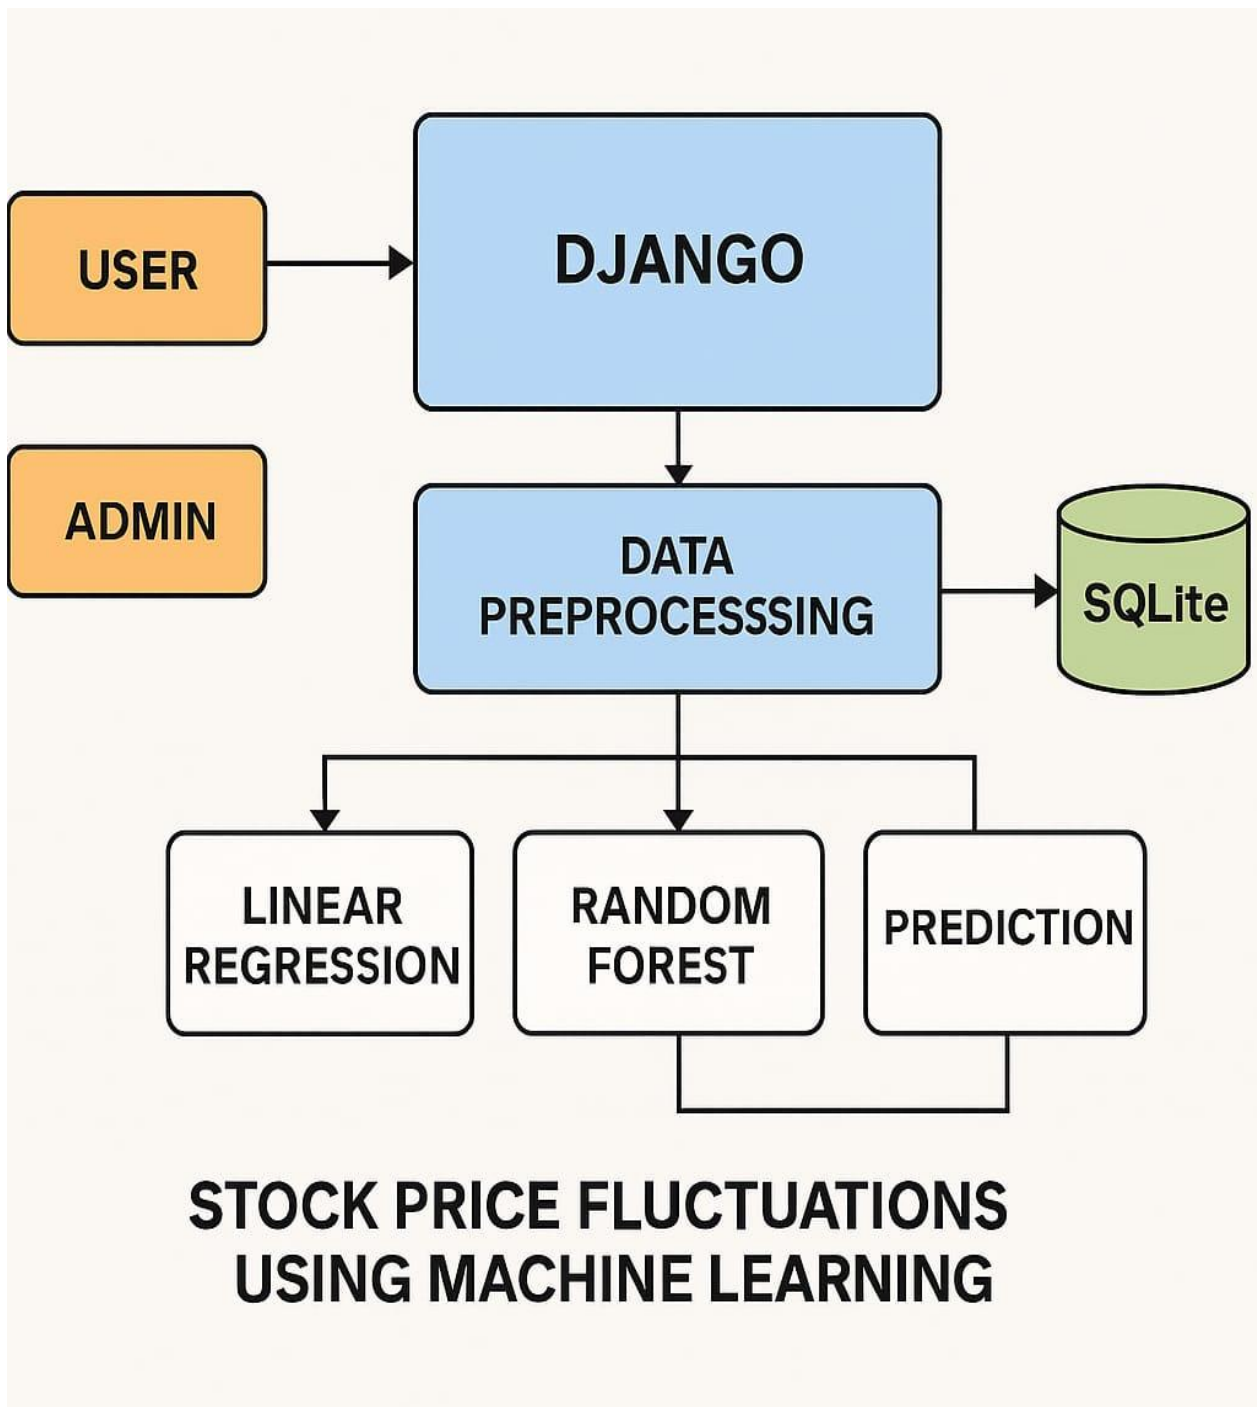 DJANGO
USER
ADMIN
DATA
PREPROCESSSING
SQLite
LINEAR
REGRESSION
RANDOM
FOREST
PREDICTION
STOCK PRICE FLUCTUATIONS
USING MACHINE LEARNING